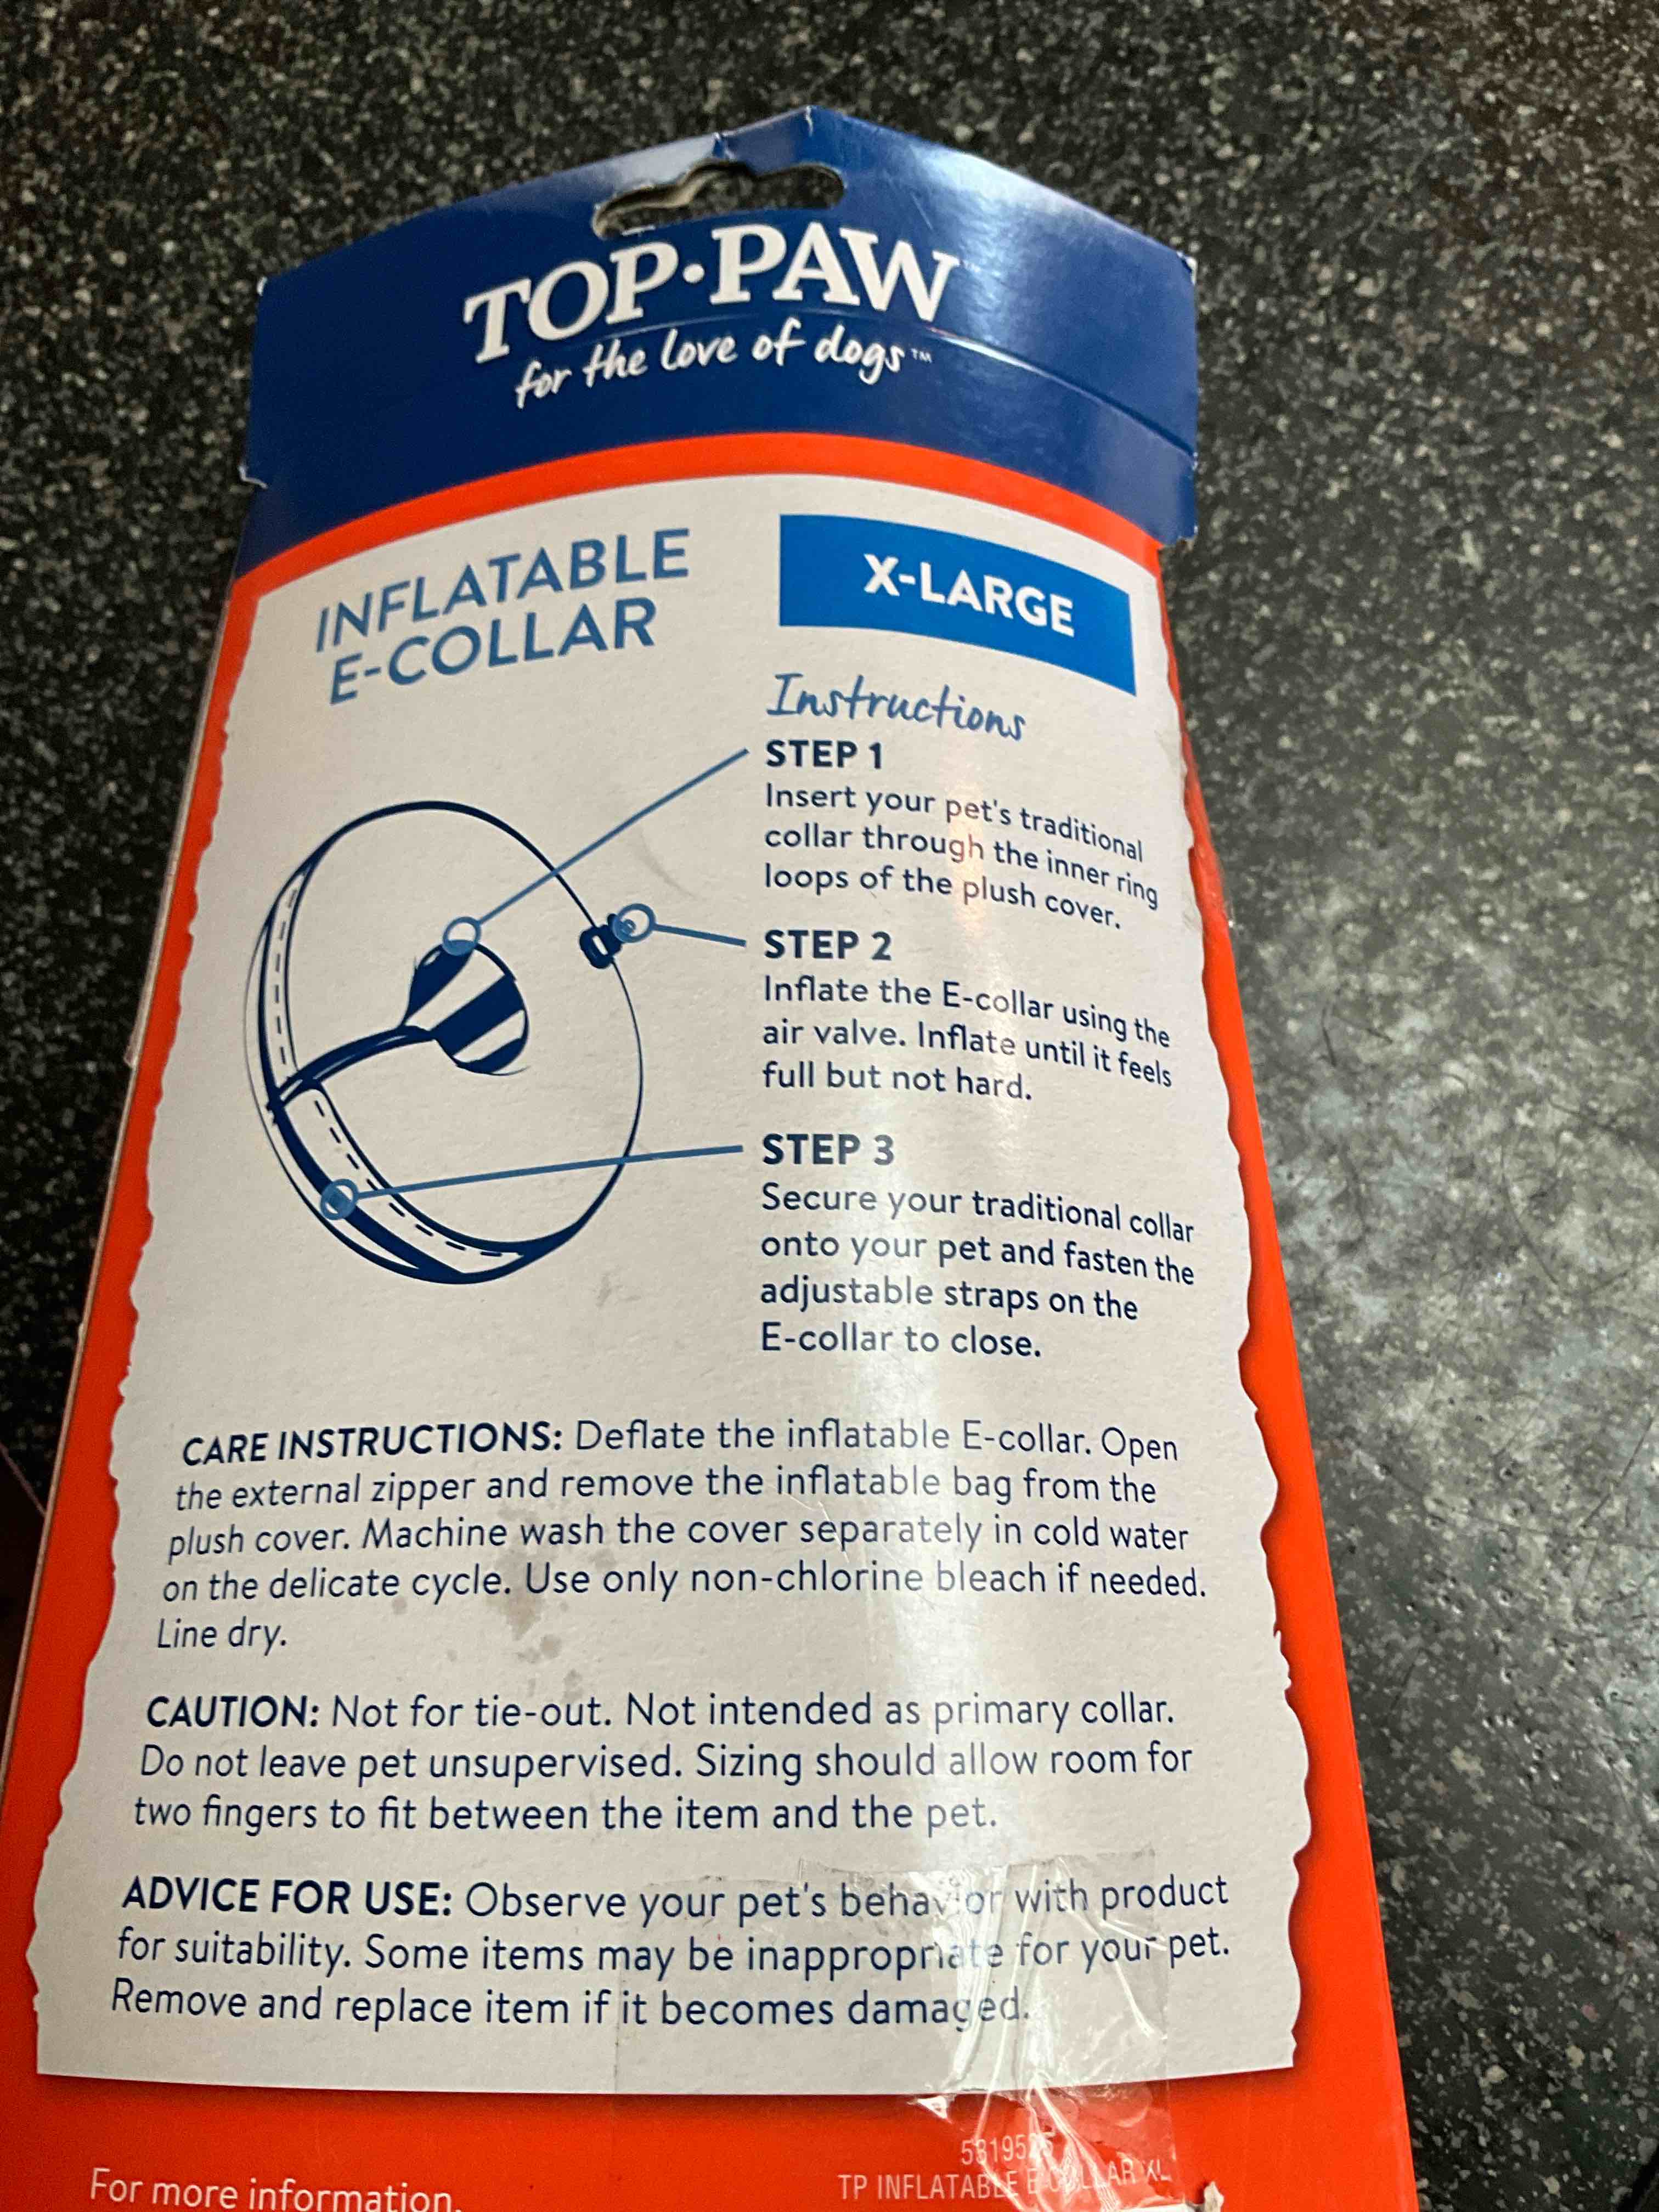 TOP•PAW
for the love of dogs™
INFLATABLE
E-COLLAR
X-LARGE
Instructions
STEP 1
Insert your pet's traditional
collar through the inner ring
loops of the plush cover.
STEP 2
Inflate the E-collar using the
air valve. Inflate until it feels
full but not hard.
STEP 3
Secure your traditional collar
onto your pet and fasten the
adjustable straps on the
E-collar to close.
CARE INSTRUCTIONS: Deflate the inflatable E-collar. Open
the external zipper and remove the inflatable bag from the
plush cover. Machine wash the cover separately in cold water
on the delicate cycle. Use only non-chlorine bleach if needed.
Line dry.
CAUTION: Not for tie-out. Not intended as primary collar.
Do not leave pet unsupervised. Sizing should allow room for
two fingers to fit between the item and the pet.
ADVICE FOR USE: Observe your pet's behavior with product
for suitability. Some items may be inappropriate for your pet.
Remove and replace item if it becomes damaged.
TP INFLATABLE E-COLLAR XL
For more information,